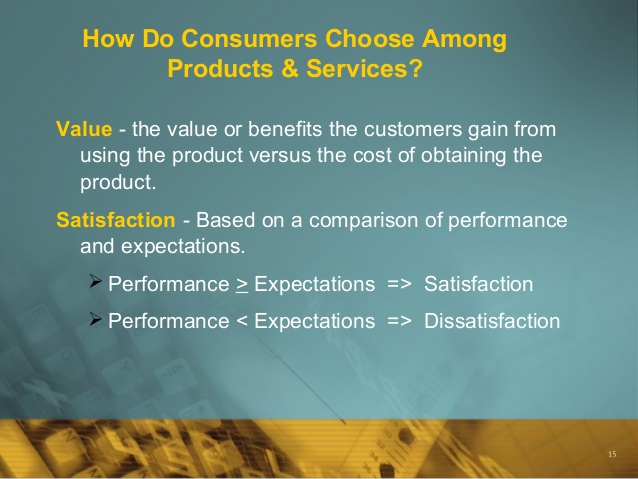 How Do Consumers Choose Among
Products & Services?
Value - the value or benefits the customers gain from
using the product versus the cost of obtaining the
product.
Satisfaction - Based on a comparison of performance
and expectations.
➢ Performance ≥ Expectations => Satisfaction
➢ Performance < Expectations => Dissatisfaction
15